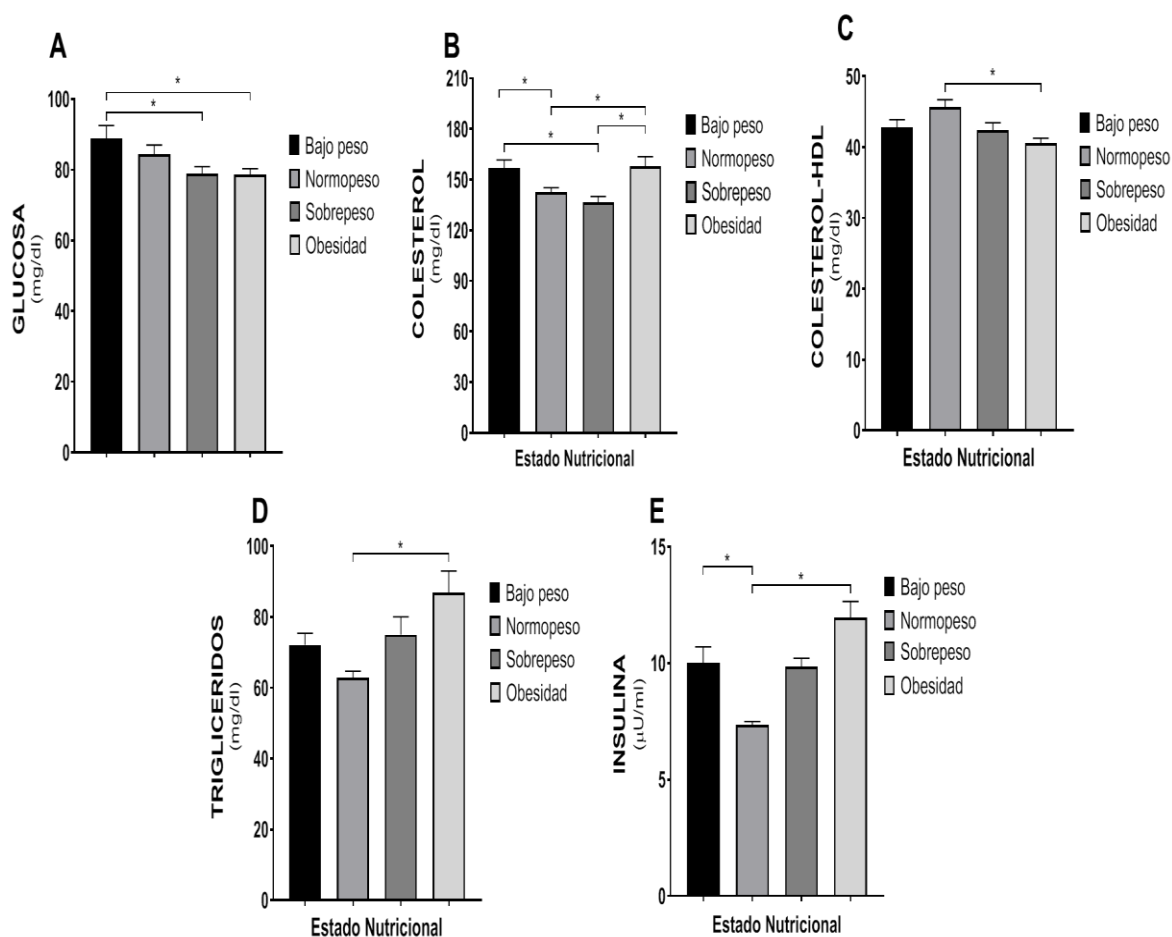 A
GLUCOSA
(mg/dl)
100
80
60
40
20
0
*
*
Bajo peso
Normopeso
Sobrepeso
Obesidad
B
COLESTEROL
(mg/dl)
210
180
150
120
90
60
30
0
*
*
*
*
Bajo peso
Normopeso
Sobrepeso
Obesidad
Estado Nutricional
C
COLESTEROL-HDL
(mg/dl)
50
40
30
20
10
0
*
Bajo peso
Normopeso
Sobrepeso
Obesidad
Estado Nutricional
D
TRIGLICERIDOS
(mg/dl)
100
80
60
40
20
0
*
Bajo peso
Normopeso
Sobrepeso
Obesidad
Estado Nutricional
E
INSULINA
(µU/ml)
15
10
5
0
*
*
Bajo peso
Normopeso
Sobrepeso
Obesidad
Estado Nutricional